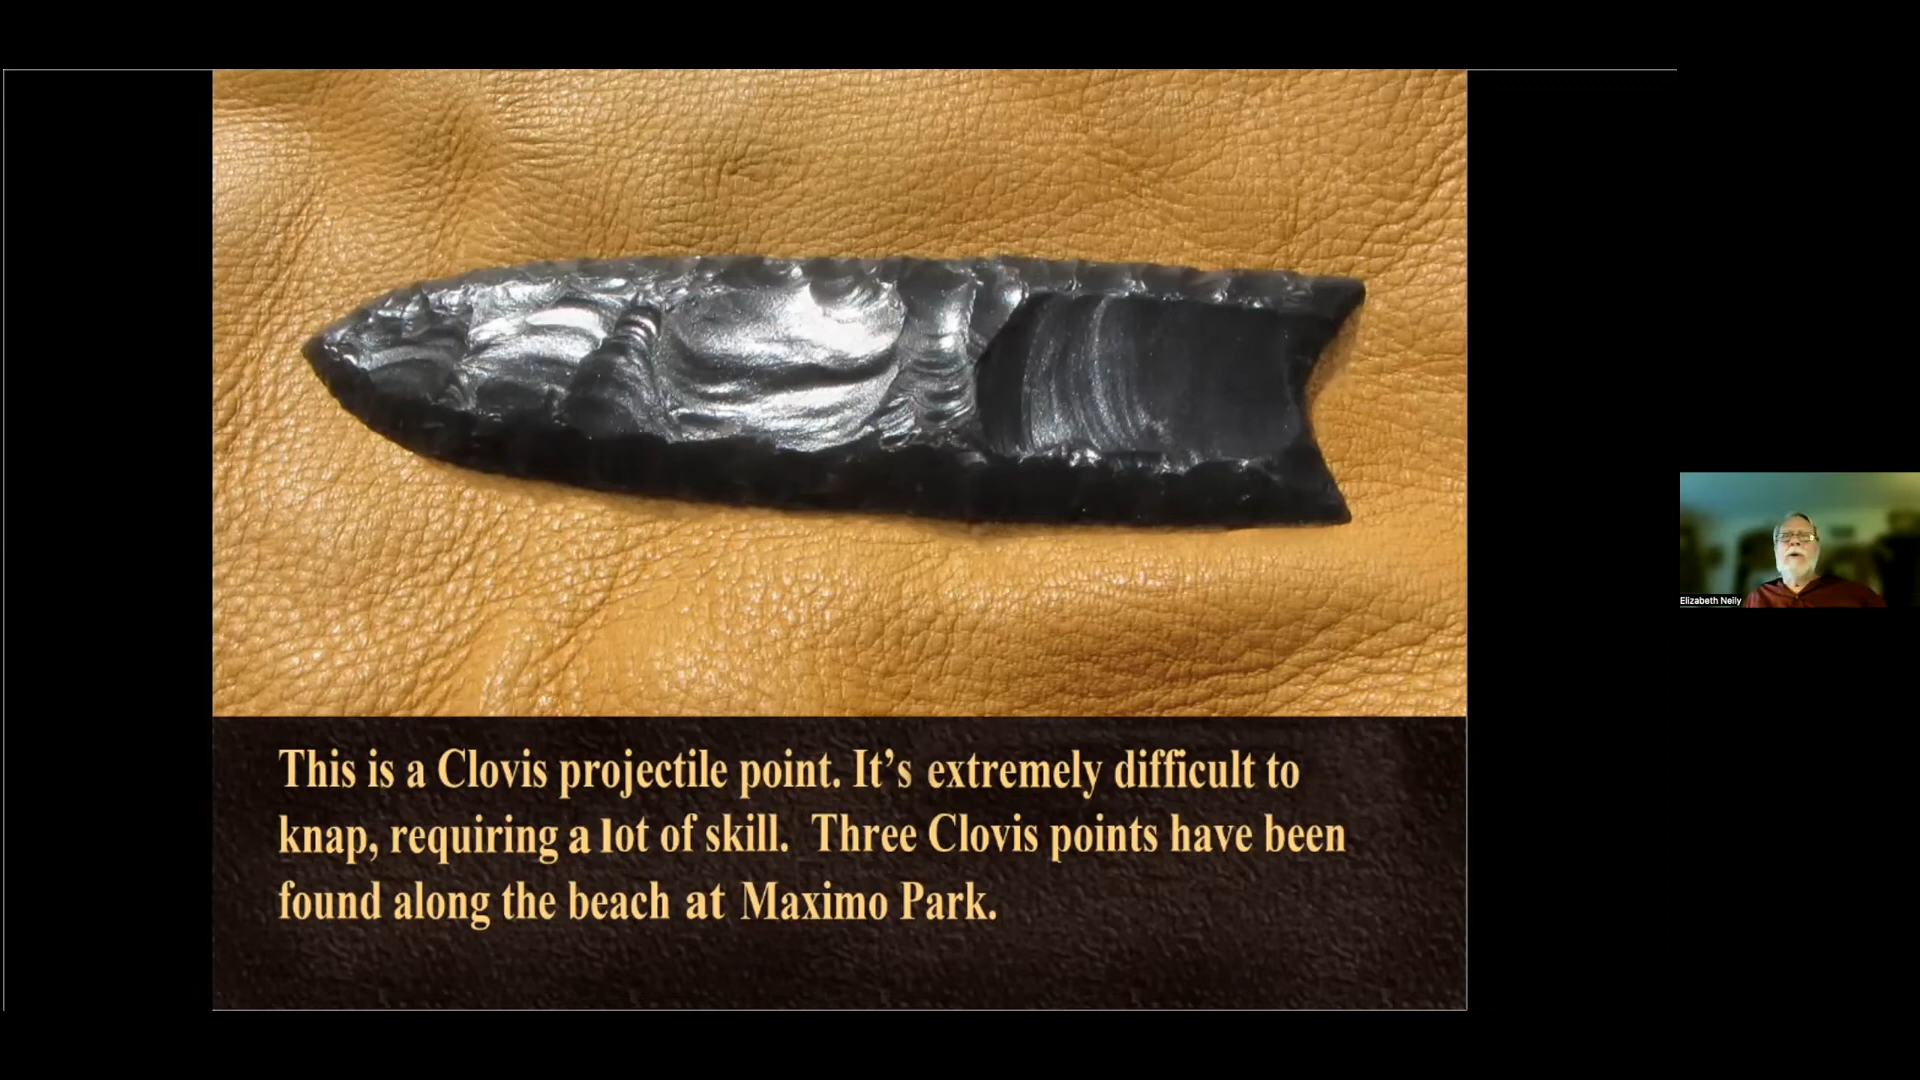 This is a Clovis projectile point. It’s extremely difficult to
knap, requiring a lot of skill.  Three Clovis points have been
found along the beach at Maximo Park.
Elizabeth Neily